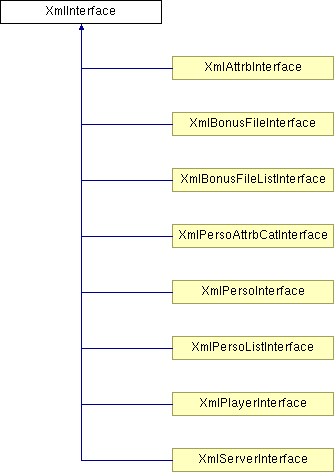 XmlInterface
XmlAttrbInterface
XmlBonusFileInterface
XmlBonusFileListInterface
XmlPersoAttrbCatInterface
XmlPersoInterface
XmlPersoListInterface
XmlPlayerInterface
XmlServerInterface